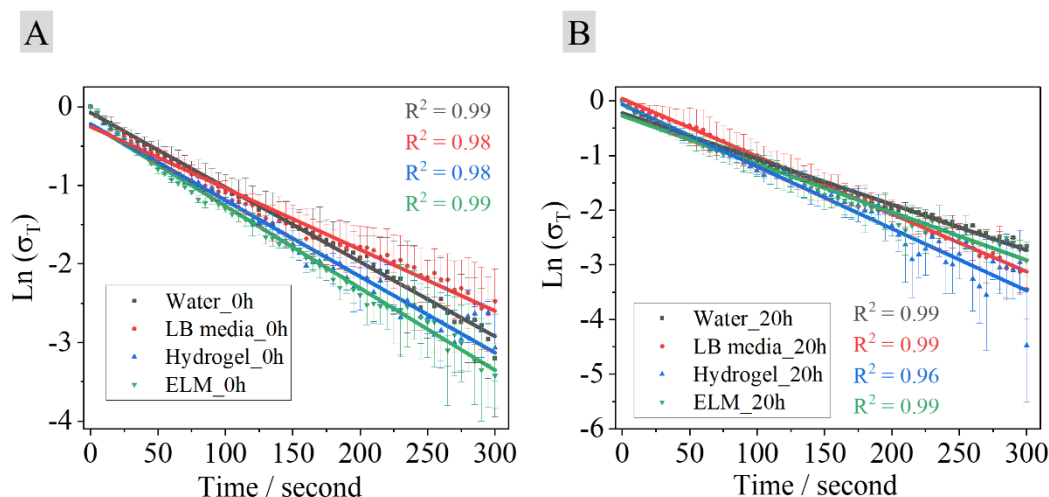 A
Ln (σT)
0
-1
-2
-3
-4
R² = 0.99
R² = 0.98
R² = 0.98
R² = 0.99
Water_0h
LB media_0h
Hydrogel_0h
ELM_0h
0 50 100 150 200 250 300
Time / second
B
Ln (σT)
0
-1
-2
-3
-4
-5
-6
Water_20h
LB media_20h
Hydrogel_20h
ELM_20h
R² = 0.99
R² = 0.99
R² = 0.96
R² = 0.99
0 50 100 150 200 250 300
Time / second